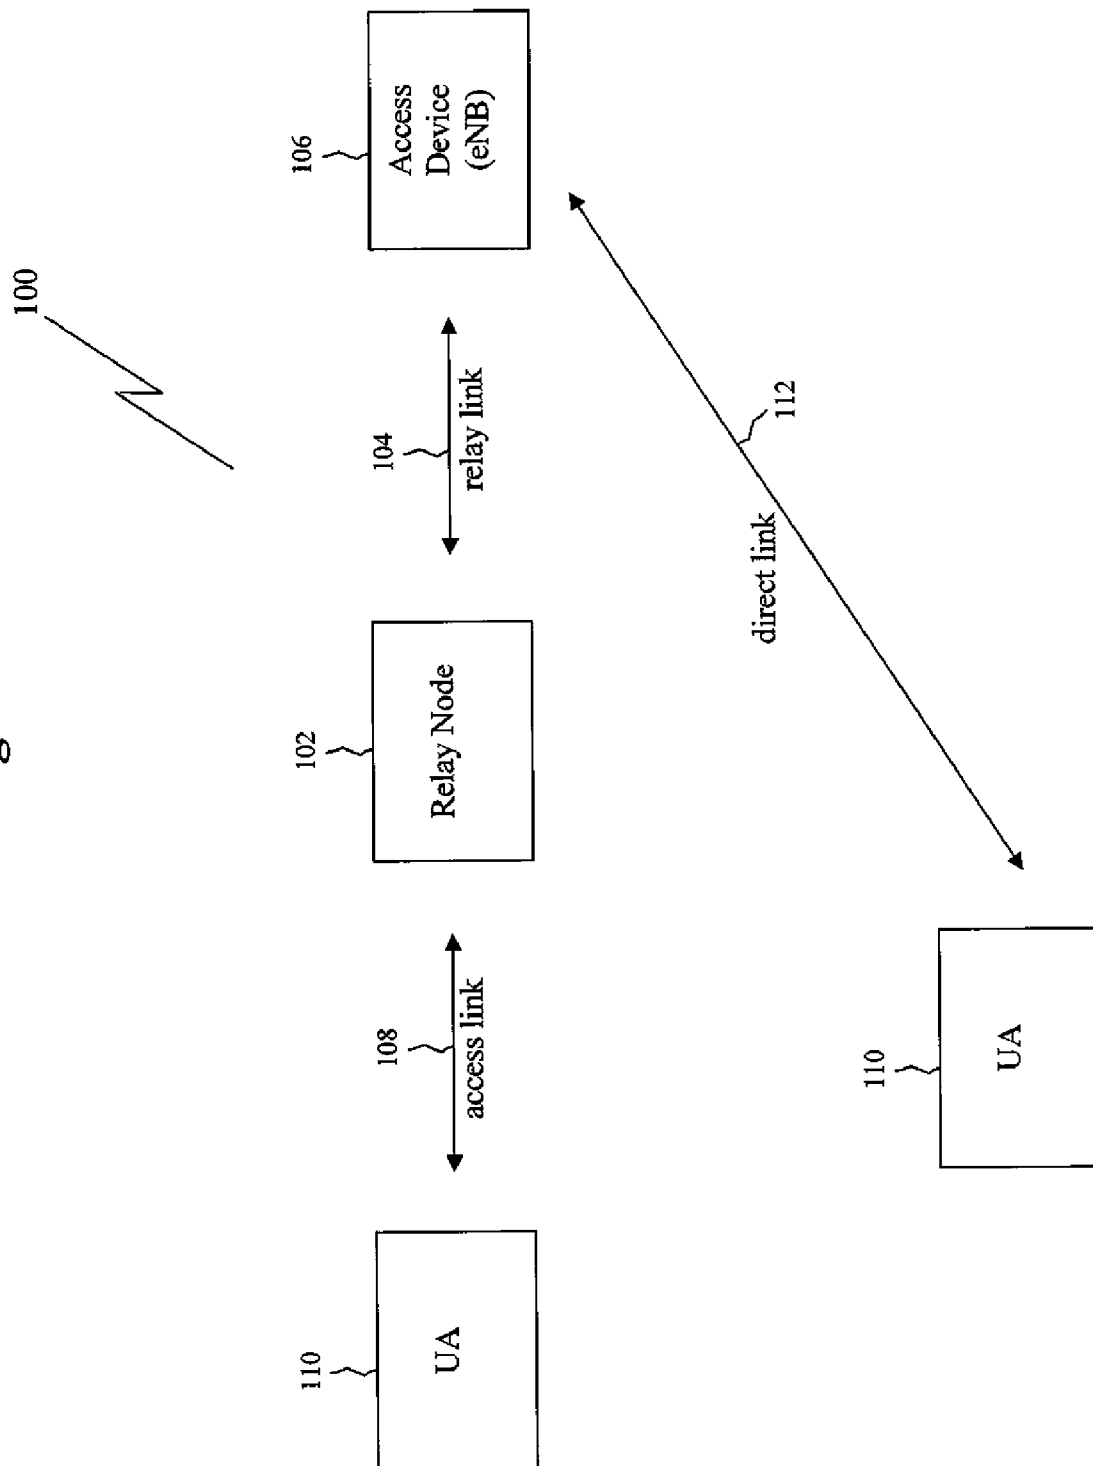 100
110
UA
108
access link
102
Relay Node
104
relay link
106
Access
Device
(eNB)
110
UA
direct link
112